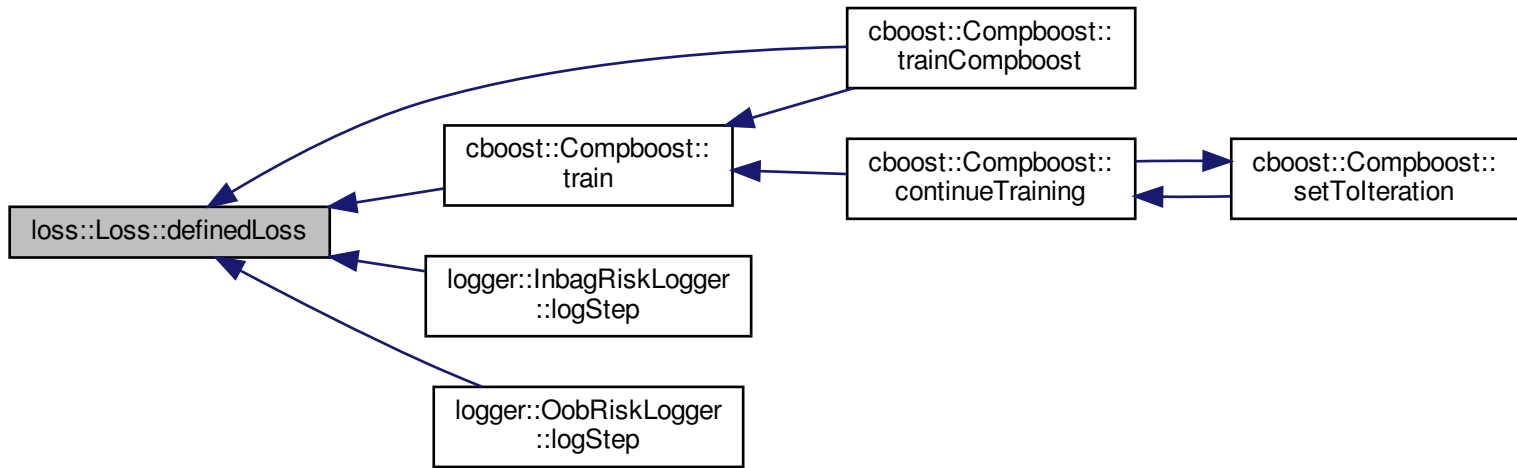 loss::Loss::definedLoss
cboost::Compboost::
trainCompboost
cboost::Compboost::
train
cboost::Compboost::
continueTraining
cboost::Compboost::
setToIteration
logger::InbagRiskLogger
::logStep
logger::OobRiskLogger
::logStep